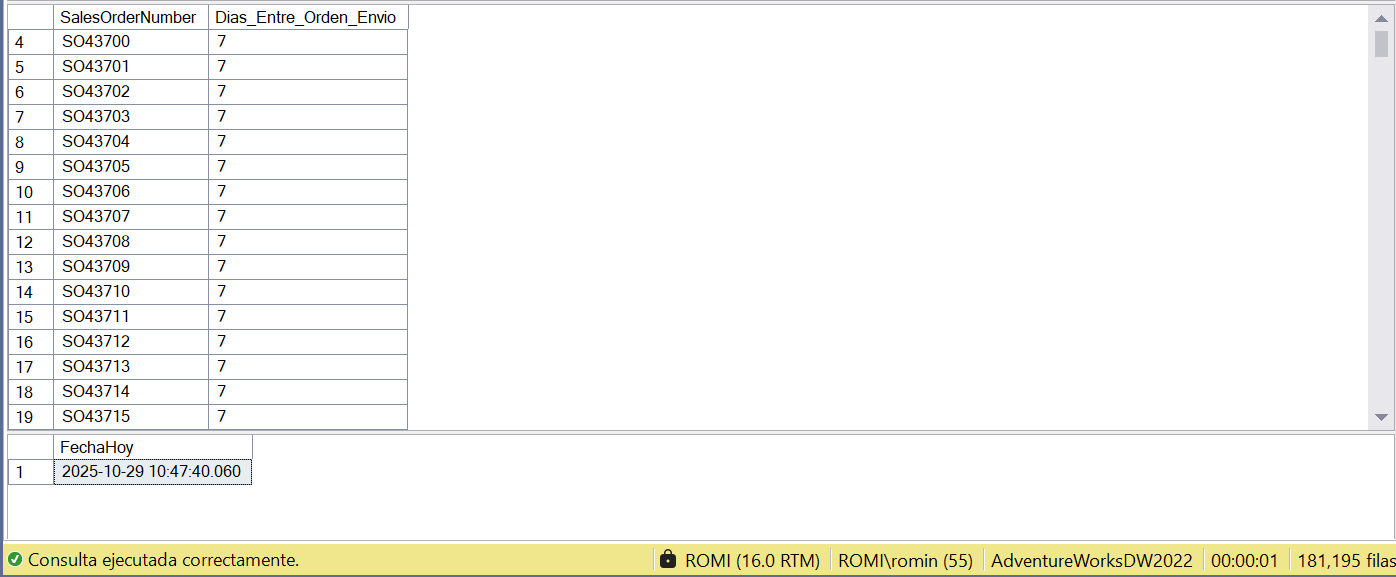 SalesOrderNumber Dias_Entre_Orden_Envio
4 SO43700 7
5 SO43701 7
6 SO43702 7
7 SO43703 7
8 SO43704 7
9 SO43705 7
10 SO43706 7
11 SO43707 7
12 SO43708 7
13 SO43709 7
14 SO43710 7
15 SO43711 7
16 SO43712 7
17 SO43713 7
18 SO43714 7
19 SO43715 7
FechaHoy
1 2025-10-29 10:47:40.060
Consulta ejecutada correctamente. ROMI (16.0 RTM) ROMI\romin (55) AdventureWorksDW2022 00:00:01 181,195 filas